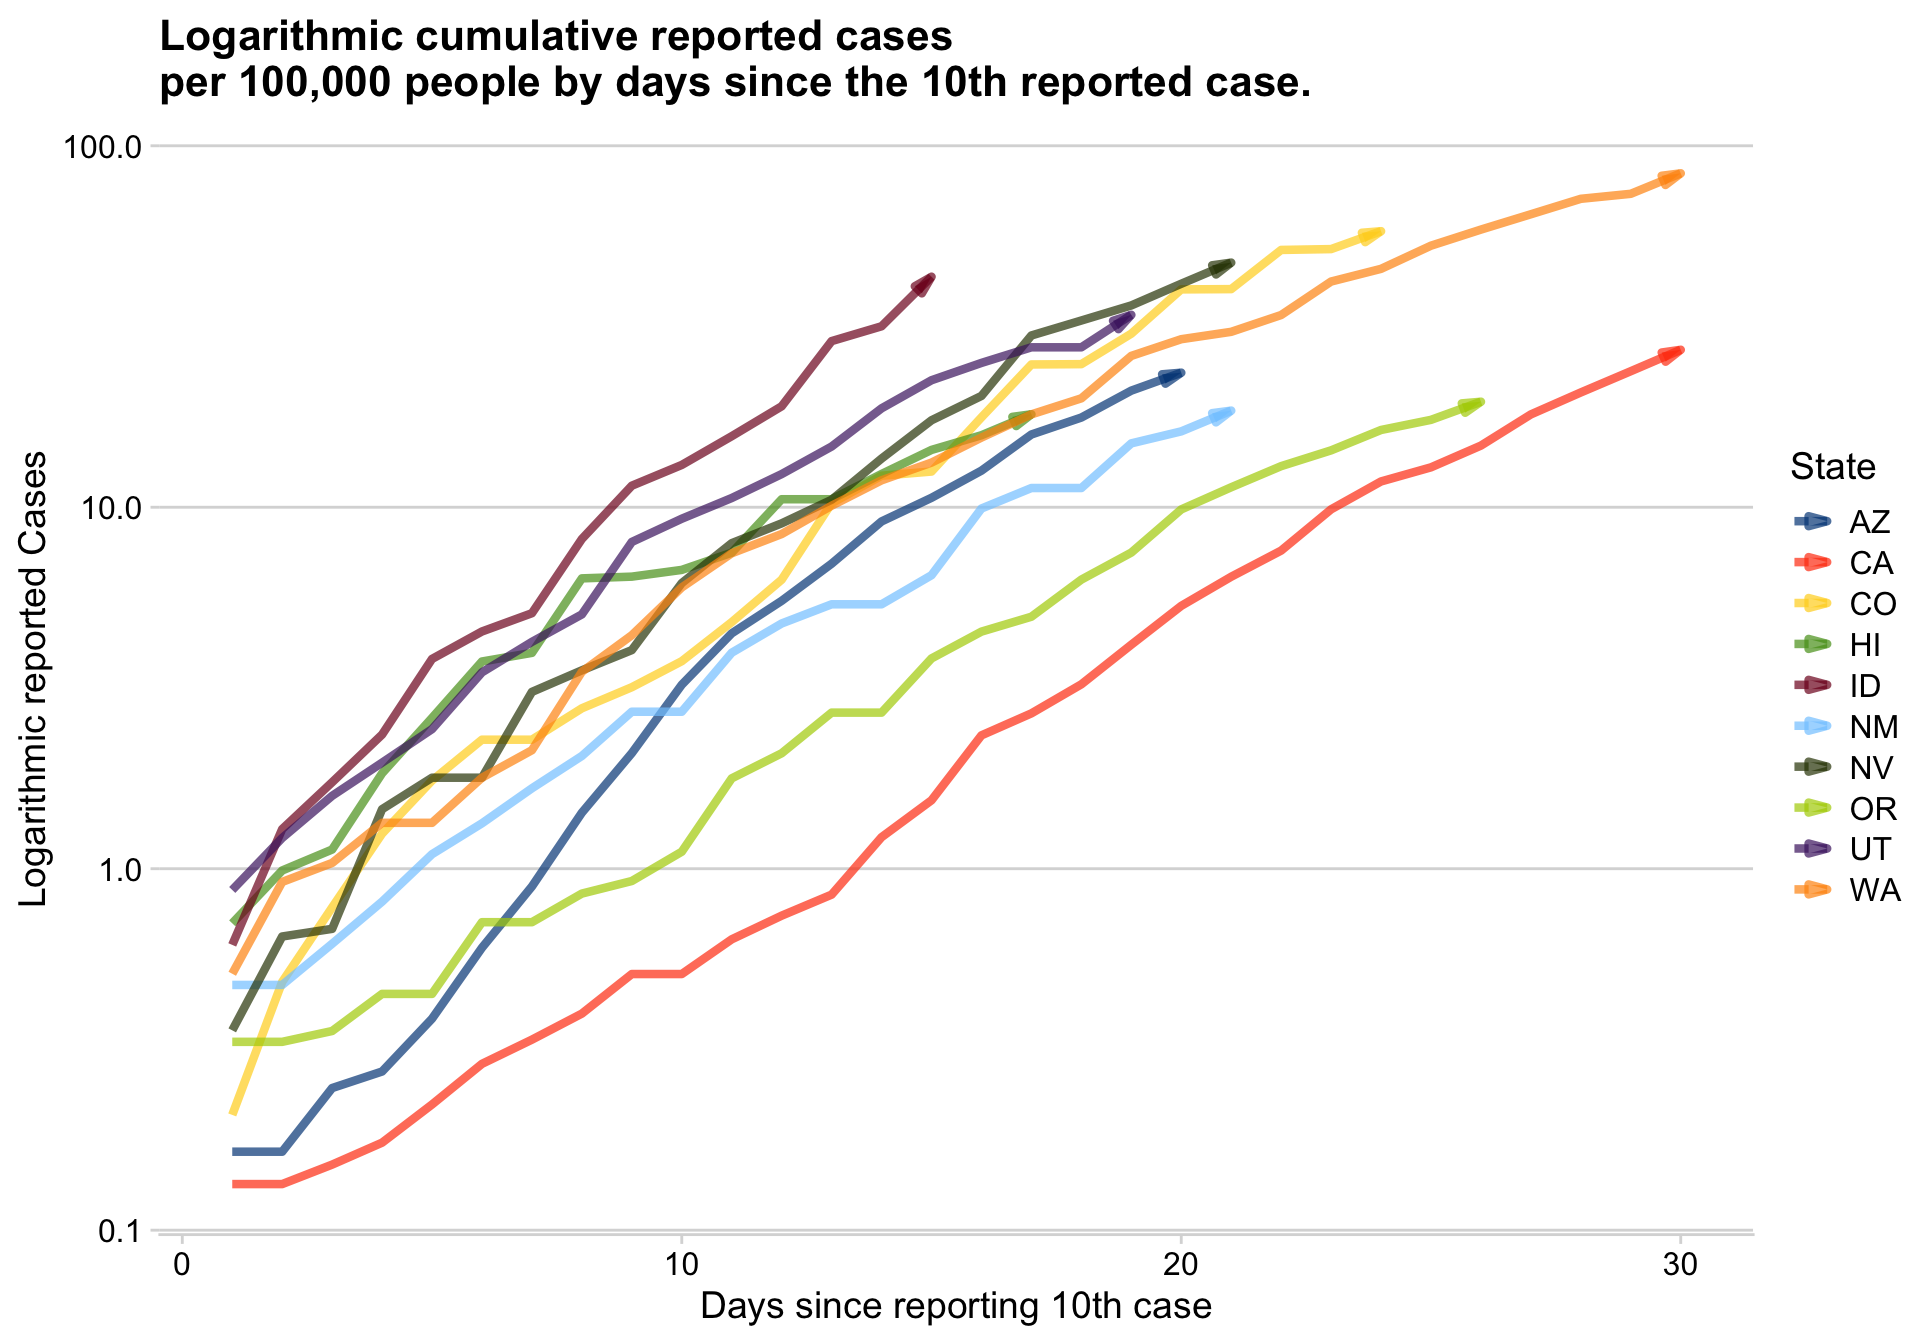 Logarithmic cumulative reported cases
per 100,000 people by days since the 10th reported case.
Logarithmic reported Cases
100.0
10.0
1.0
0.1
0
10
20
30
Days since reporting 10th case
State
AZ
CA
CO
HI
ID
NM
NV
OR
UT
WA